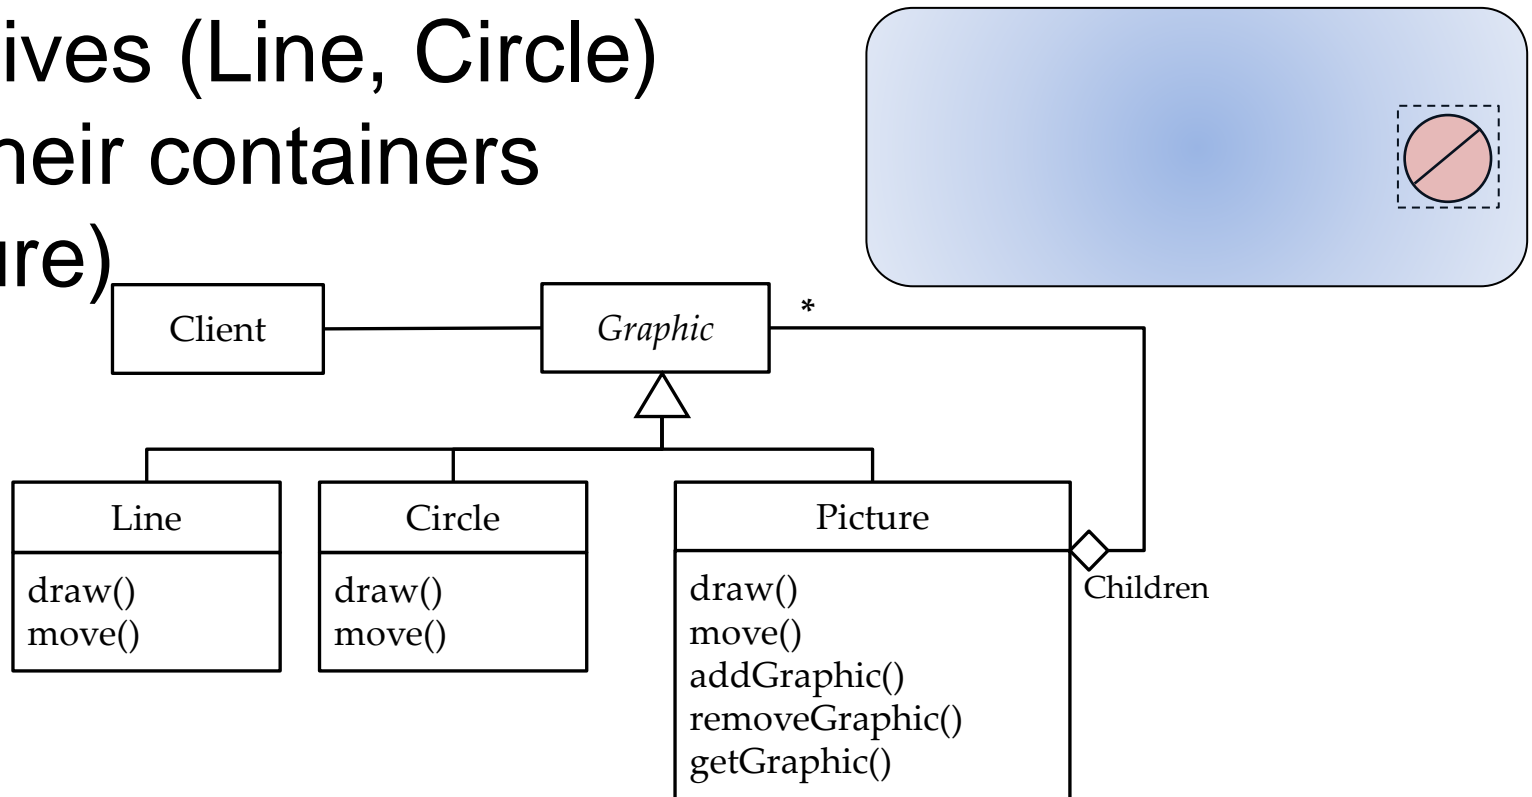 ives (Line, Circle)
heir containers
ure)
Client
Graphic
*
Line
draw()
move()
Circle
draw()
move()
Picture
draw()
move()
addGraphic()
removeGraphic()
getGraphic()
Children